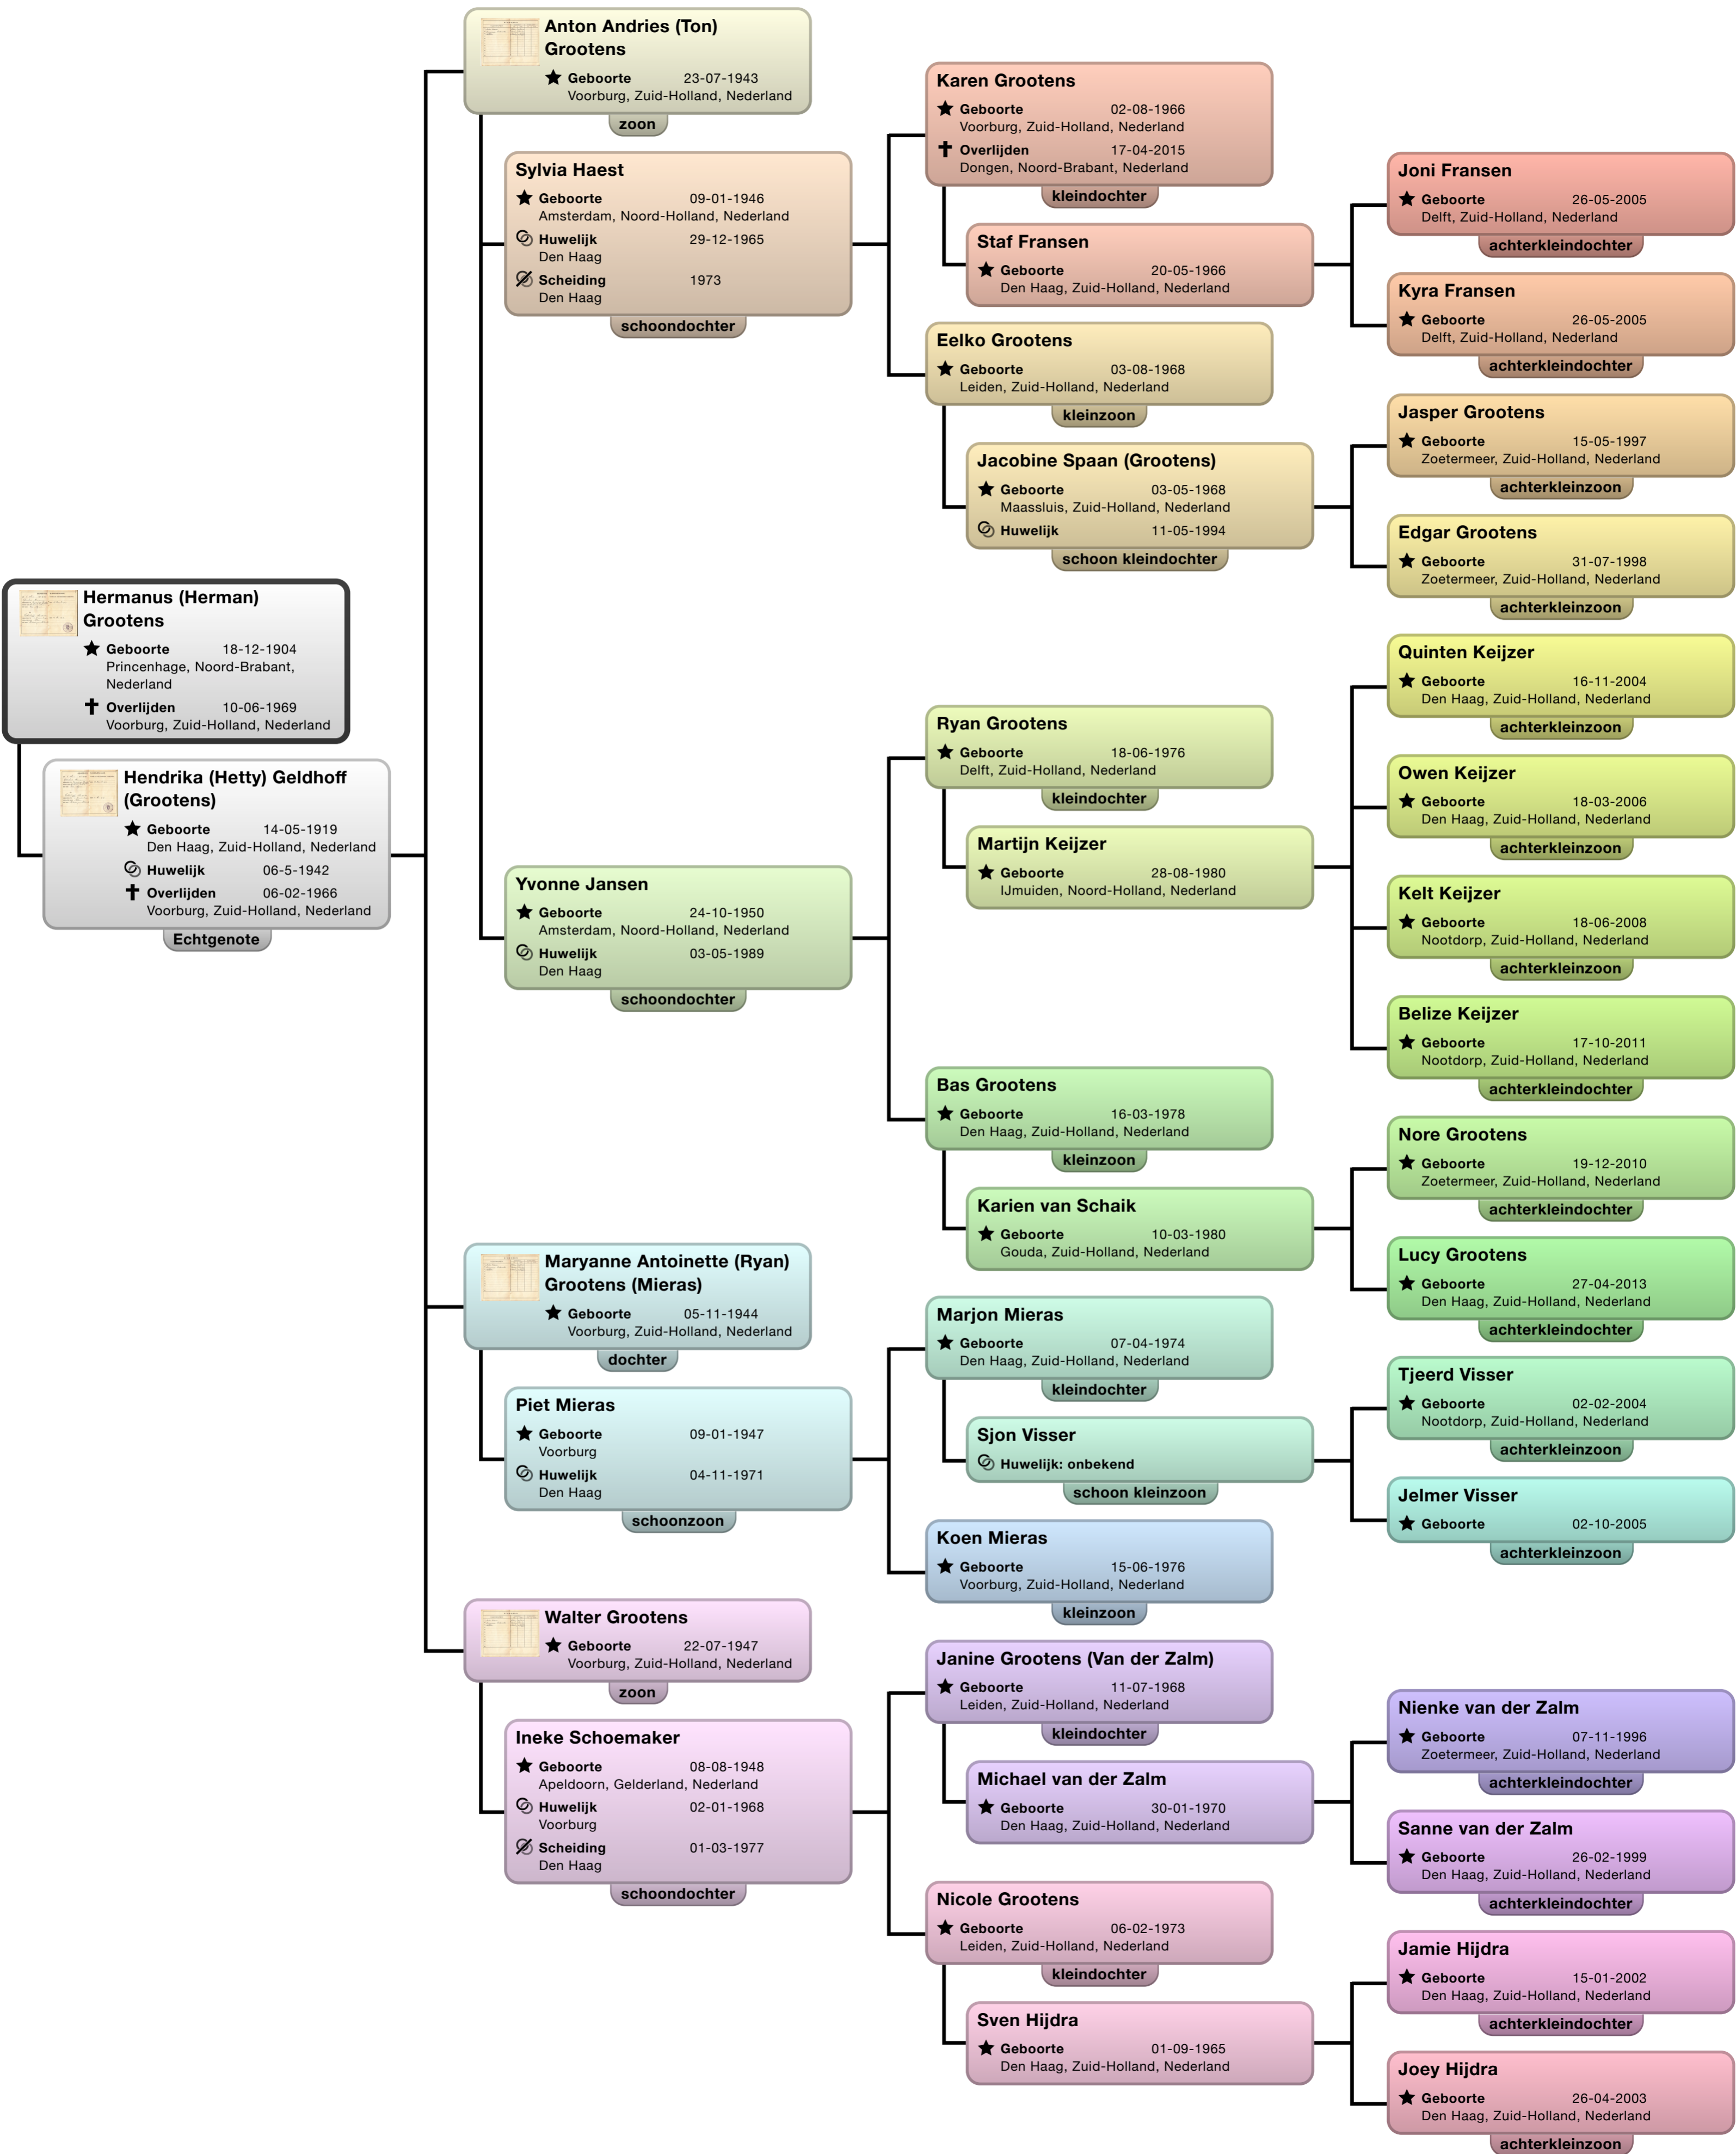 Anton Andries (Ton)
Grootens
Geboorte 23-07-1943
Voorburg, Zuid-Holland, Nederland
zoon
Sylvia Haest
Geboorte 09-01-1946
Amsterdam, Noord-Holland, Nederland
Huwelijk 29-12-1965
Den Haag
Scheiding 1973
Den Haag
schoondochter
Karen Grootens
Geboorte 02-08-1966
Voorburg, Zuid-Holland, Nederland
Overlijden 17-04-2015
Dongen, Noord-Brabant, Nederland
kleindochter
Staf Fransen
Geboorte 20-05-1966
Den Haag, Zuid-Holland, Nederland
Joni Fransen
Geboorte 26-05-2005
Delft, Zuid-Holland, Nederland
achterkleindochter
Kyra Fransen
Geboorte 26-05-2005
Delft, Zuid-Holland, Nederland
achterkleindochter
Eelko Grootens
Geboorte 03-08-1968
Leiden, Zuid-Holland, Nederland
kleinzoon
Jacobine Spaan (Grootens)
Geboorte 03-05-1968
Maassluis, Zuid-Holland, Nederland
Huwelijk 11-05-1994
schoon kleindochter
Jasper Grootens
Geboorte 15-05-1997
Zoetermeer, Zuid-Holland, Nederland
achterkleinzoon
Edgar Grootens
Geboorte 31-07-1998
Zoetermeer, Zuid-Holland, Nederland
achterkleinzoon
Hermanus (Herman)
Grootens
Geboorte 18-12-1904
Princenhage, Noord-Brabant,
Nederland
Overlijden 10-06-1969
Voorburg, Zuid-Holland, Nederland
Hendrika (Hetty) Geldhoff
(Grootens)
Geboorte 14-05-1919
Den Haag, Zuid-Holland, Nederland
Huwelijk 06-5-1942
Overlijden 06-02-1966
Voorburg, Zuid-Holland, Nederland
Echtgenote
Yvonne Jansen
Geboorte 24-10-1950
Amsterdam, Noord-Holland, Nederland
Huwelijk 03-05-1989
Den Haag
schoondochter
Ryan Grootens
Geboorte 18-06-1976
Delft, Zuid-Holland, Nederland
kleindochter
Martijn Keijzer
Geboorte 28-08-1980
IJmuiden, Noord-Holland, Nederland
Quinten Keijzer
Geboorte 16-11-2004
Den Haag, Zuid-Holland, Nederland
achterkleinzoon
Owen Keijzer
Geboorte 18-03-2006
Den Haag, Zuid-Holland, Nederland
achterkleinzoon
Kelt Keijzer
Geboorte 18-06-2008
Nootdorp, Zuid-Holland, Nederland
achterkleinzoon
Belize Keijzer
Geboorte 17-10-2011
Nootdorp, Zuid-Holland, Nederland
achterkleindochter
Bas Grootens
Geboorte 16-03-1978
Den Haag, Zuid-Holland, Nederland
kleinzoon
Karien van Schaik
Geboorte 10-03-1980
Gouda, Zuid-Holland, Nederland
Nore Grootens
Geboorte 19-12-2010
Zoetermeer, Zuid-Holland, Nederland
achterkleindochter
Lucy Grootens
Geboorte 27-04-2013
Den Haag, Zuid-Holland, Nederland
achterkleindochter
Maryanne Antoinette (Ryan)
Grootens (Mieras)
Geboorte 05-11-1944
Voorburg, Zuid-Holland, Nederland
dochter
Piet Mieras
Geboorte 09-01-1947
Voorburg
Huwelijk 04-11-1971
Den Haag
schoonzoon
Marjon Mieras
Geboorte 07-04-1974
Den Haag, Zuid-Holland, Nederland
kleindochter
Sjon Visser
Huwelijk: onbekend
schoon kleinzoon
Tjeerd Visser
Geboorte 02-02-2004
Nootdorp, Zuid-Holland, Nederland
achterkleinzoon
Jelmer Visser
Geboorte 02-10-2005
achterkleinzoon
Koen Mieras
Geboorte 15-06-1976
Voorburg, Zuid-Holland, Nederland
kleinzoon
Walter Grootens
Geboorte 22-07-1947
Voorburg, Zuid-Holland, Nederland
zoon
Ineke Schoemaker
Geboorte 08-08-1948
Apeldoorn, Gelderland, Nederland
Huwelijk 02-01-1968
Voorburg
Scheiding 01-03-1977
Den Haag
schoondochter
Janine Grootens (Van der Zalm)
Geboorte 11-07-1968
Leiden, Zuid-Holland, Nederland
kleindochter
Michael van der Zalm
Geboorte 30-01-1970
Den Haag, Zuid-Holland, Nederland
Nienke van der Zalm
Geboorte 07-11-1996
Zoetermeer, Zuid-Holland, Nederland
achterkleindochter
Sanne van der Zalm
Geboorte 26-02-1999
Den Haag, Zuid-Holland, Nederland
achterkleindochter
Nicole Grootens
Geboorte 06-02-1973
Leiden, Zuid-Holland, Nederland
kleindochter
Sven Hijdra
Geboorte 01-09-1965
Den Haag, Zuid-Holland, Nederland
Jamie Hijdra
Geboorte 15-01-2002
Den Haag, Zuid-Holland, Nederland
achterkleindochter
Joey Hijdra
Geboorte 26-04-2003
Den Haag, Zuid-Holland, Nederland
achterkleinzoon